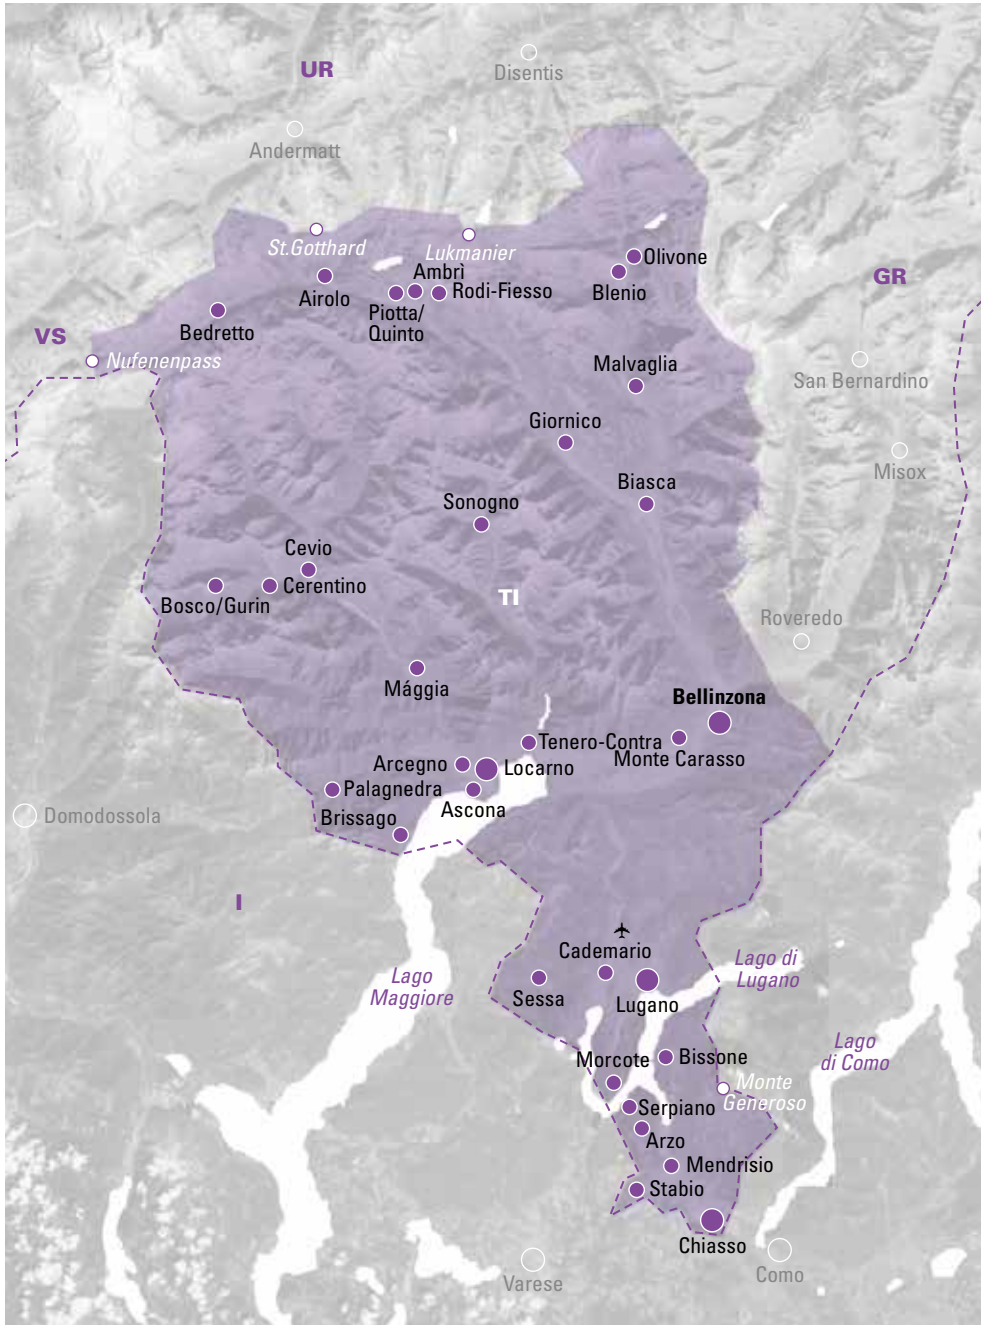 UR
Disentis
Andermatt
St.Gotthard
Lukmanier
Olivone
Ambrì
Blenio
GR
Airolo
Rodi-Fiesso
Piotta/
Quinto
Bedretto
VS
Nufenenpass
Malvaglia
San Bernardino
Giornico
Misox
Biasca
Sonogno
Cevio
Cerentino
Bosco/Gurin
TI
Roveredo
Mággia
Bellinzona
Tenero-Contra
Monte Carasso
Arcegno
Locarno
Palagnedra
Ascona
Brissago
Domodossola
I
Cademario
Lago di
Lugano
Lago
Maggiore
Sessa
Lugano
Lago
di Como
Morcote
Bissone
Monte
Generoso
Serpiano
Arzo
Mendrisio
Stabio
Chiasso
Varese
Como